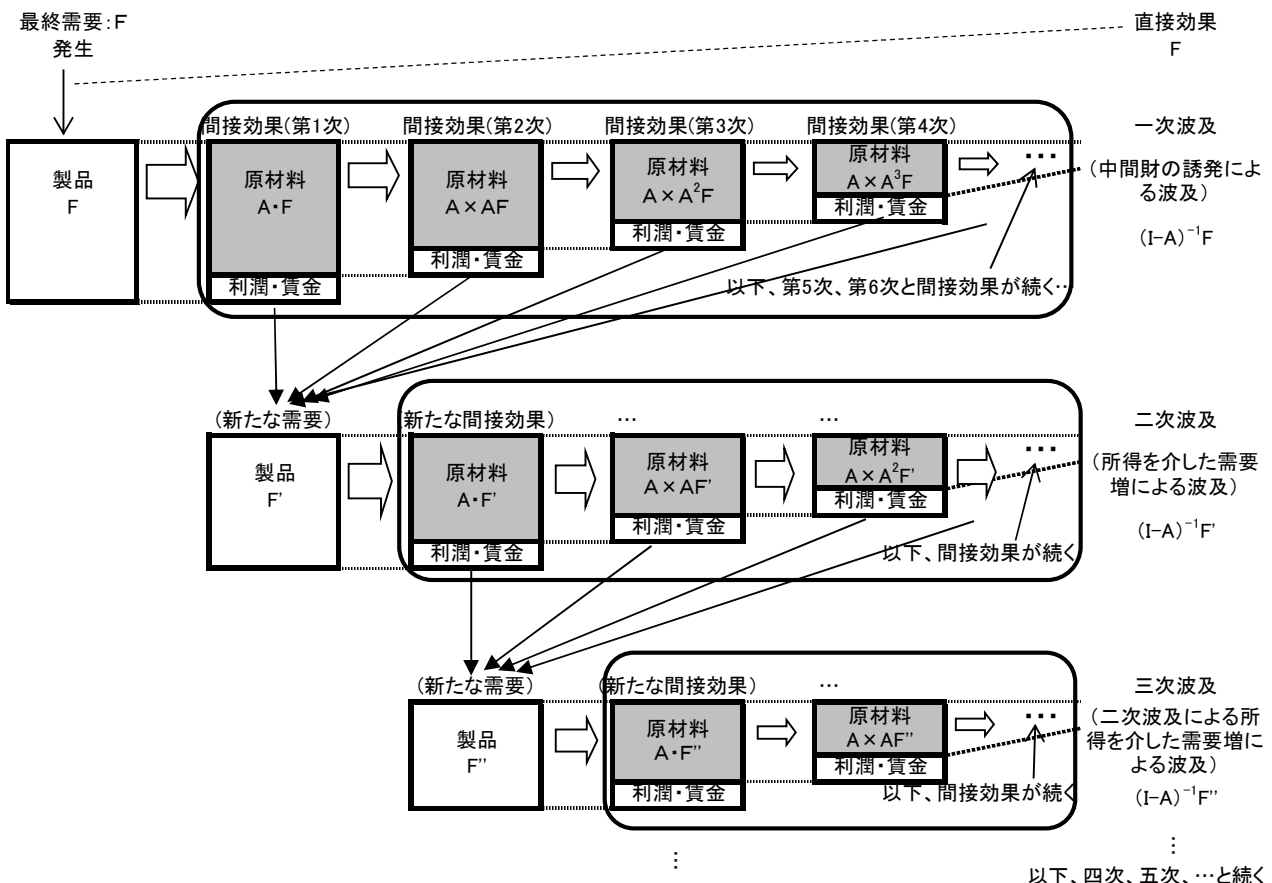 最終需要:F
発生
直接効果
F
間接効果(第1次)
間接効果(第2次)
間接効果(第3次)
間接効果(第4次)
一次波及
製品
F
原材料
A・F
利潤・賃金
原材料
A×AF
利潤・賃金
原材料
A×A²F
利潤・賃金
原材料
A×A³F
利潤・賃金
…
(中間財の誘発によ
る波及)
(I-A)⁻¹F
以下、第5次、第6次と間接効果が続く…
(新たな需要)
(新たな間接効果)
…
…
二次波及
製品
F'
原材料
A・F'
利潤・賃金
原材料
A×AF'
利潤・賃金
原材料
A×A²F'
利潤・賃金
…
(所得を介した需要
増による波及)
(I-A)⁻¹F'
以下、間接効果が続く
(新たな需要)
(新たな間接効果)
…
三次波及
製品
F''
原材料
A・F''
利潤・賃金
原材料
A×AF''
利潤・賃金
…
(二次波及による所
得を介した需要増に
よる波及)
(I-A)⁻¹F''
以下、間接効果が続く
⋮
⋮
以下、四次、五次、…と続く